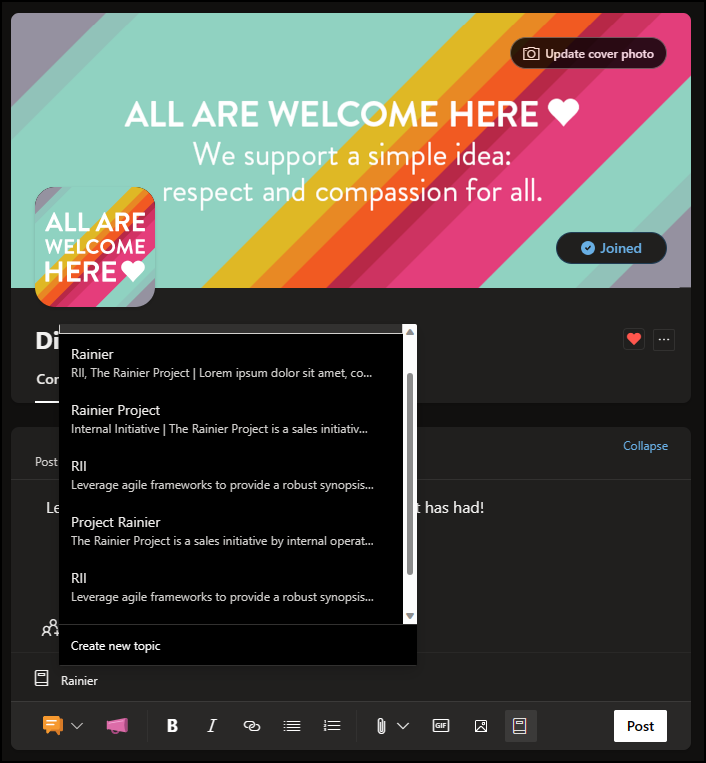 Update cover photo
ALL ARE WELCOME HERE
We support a simple idea:
respect and compassion for all.
ALL ARE
WELCOME
HERE
Joined
Di
Con
Rainier
RII, The Rainier Project | Lorem ipsum dolor sit amet, co...
Rainier Project
Internal Initiative | The Rainier Project is a sales initiativ...
RII
Leverage agile frameworks to provide a robust synopsis...
Project Rainier
The Rainier Project is a sales initiative by internal operat...
RII
Leverage agile frameworks to provide a robust synopsis...
Create new topic
Collapse
Post
Le t has had!
Rainier
B I GIF Post